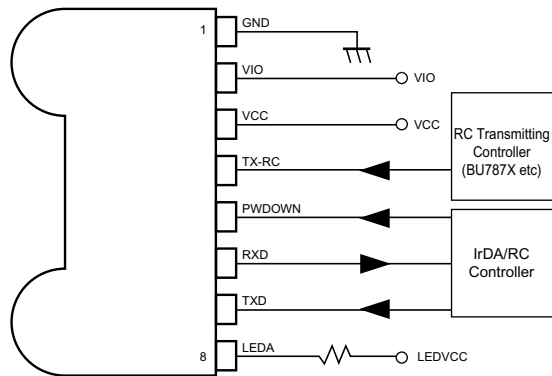 1
GND
VIO
VIO
VCC
VCC
TX-RC
PWDOWN
RXD
TXD
8
LEDA
LEDVCC
RC Transmitting
Controller
(BU787X etc)
IrDA/RC
Controller